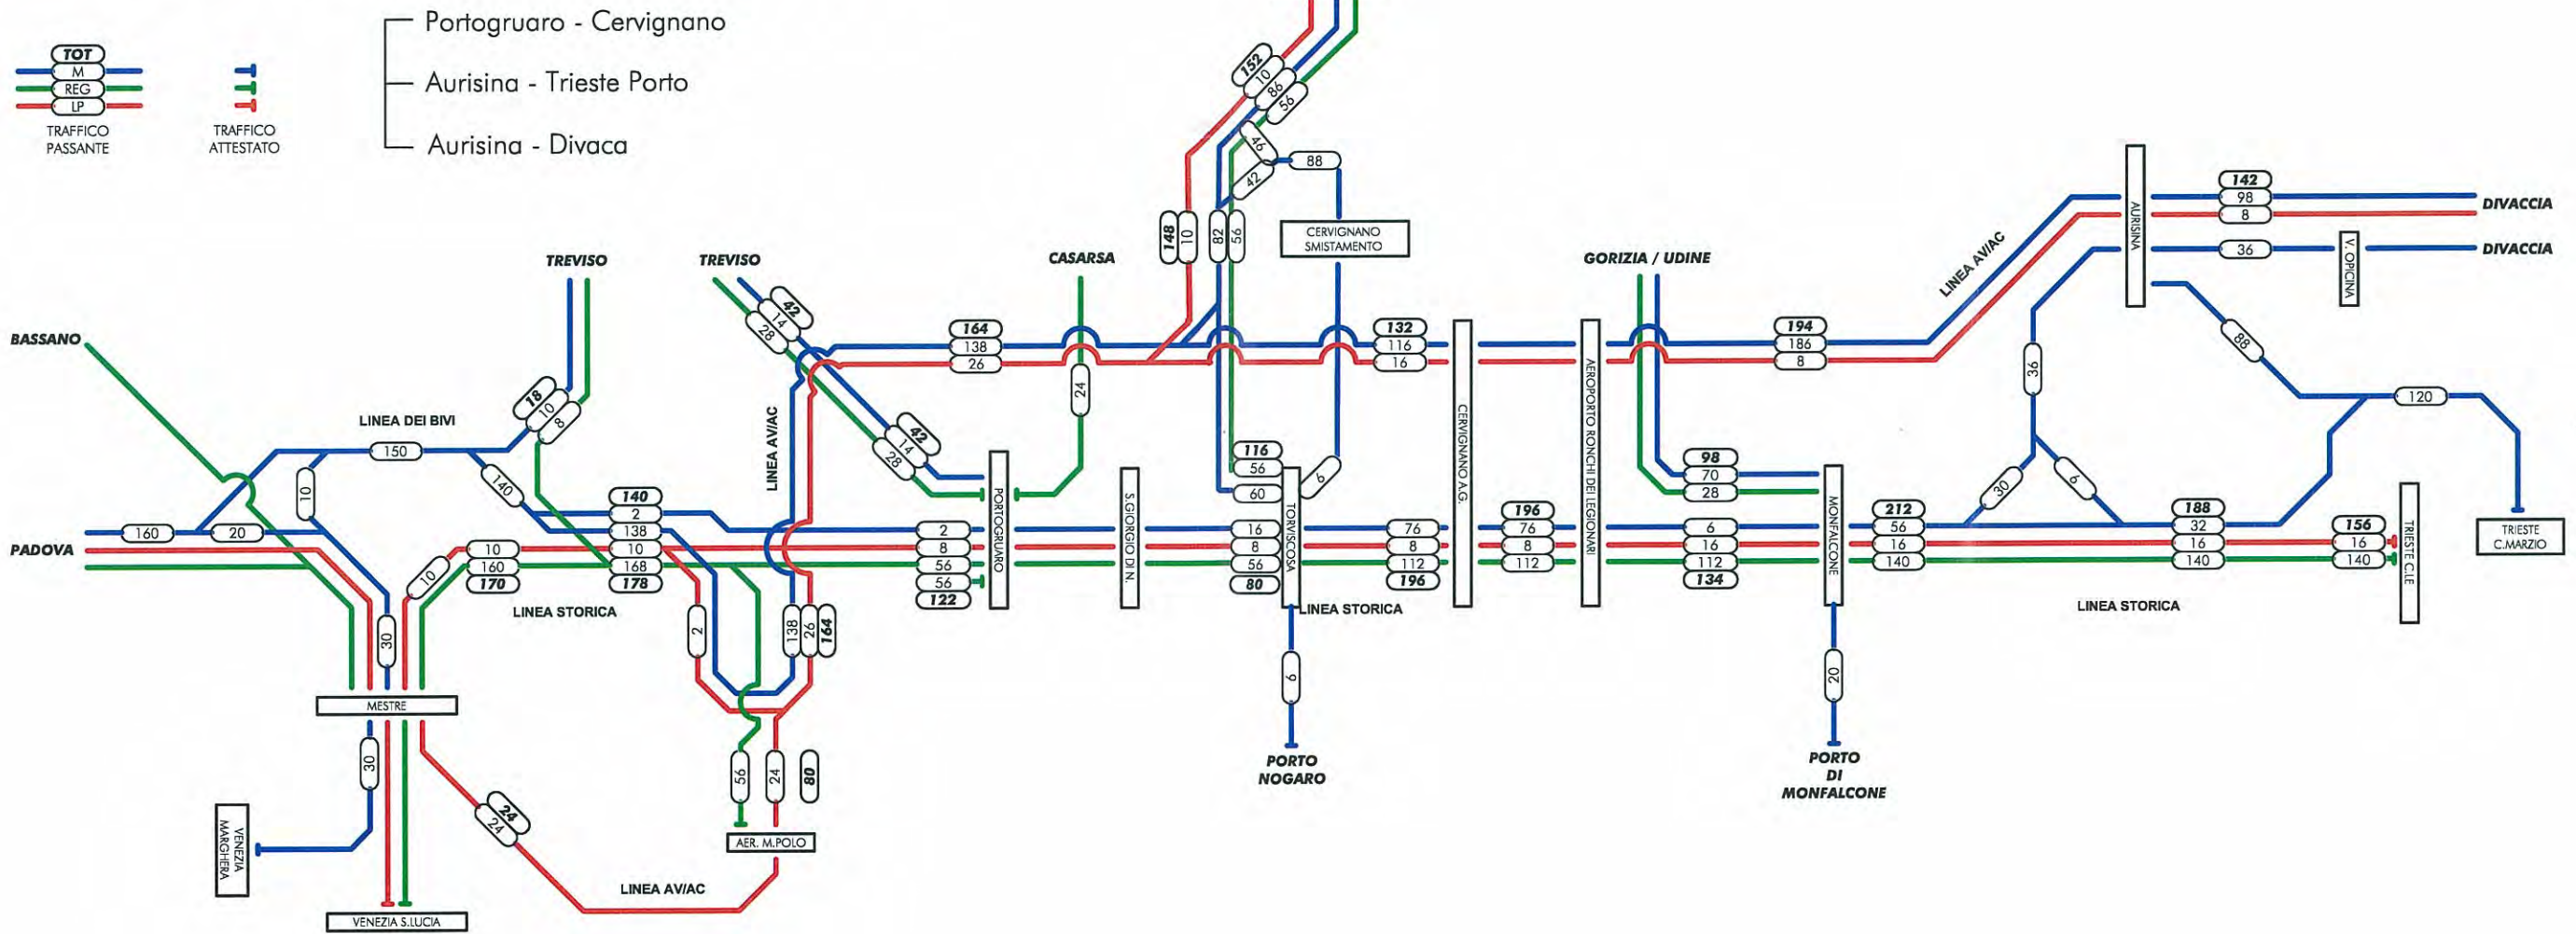 TOT
M
REG
LP
TRAFFICO
PASSANTE
TRAFFICO
ATTESTATO
Portogruaro - Cervignano
Aurisina - Trieste Porto
Aurisina - Divaca
152
10
86
56
46
42
88
CERVIGNANO
SMISTAMENTO
148
10
82
56
TREVISO
TREVISO
CASARSA
GORIZIA / UDINE
BASSANO
PADOVA
LINEA DEI BIVI
18
10
8
42
14
28
42
14
28
150
10
140
160
20
140
2
138
10
168
178
10
160
170
10
LINEA STORICA
30
MESTRE
30
VENEZIA
MARGHERA
VENEZIA S.LUCIA
24
24
LINEA AV/AC
LINEA AV/AC
2
138
26
164
56
24
80
AER. M.POLO
164
138
26
24
2
8
56
56
122
PORTOGRUARO
S.GIORGIO DI N.
116
56
60
16
8
56
80
TORVISCOSA
6
6
PORTO
NOGARO
132
116
16
76
8
112
196
LINEA STORICA
CERVIGNANO A.G.
196
76
8
112
AEROPORTO RONCHI DEI LEGIONARI
98
70
28
6
16
112
134
MONFALCONE
20
PORTO
DI
MONFALCONE
194
186
8
LINEA AV/AC
AURISINA
142
98
8
DIVACCIA
36
V. OPICINA
DIVACCIA
88
36
30
6
120
212
56
16
140
188
32
16
140
156
16
140
LINEA STORICA
TRIESTE C.LE
TRIESTE
C.MARZIO